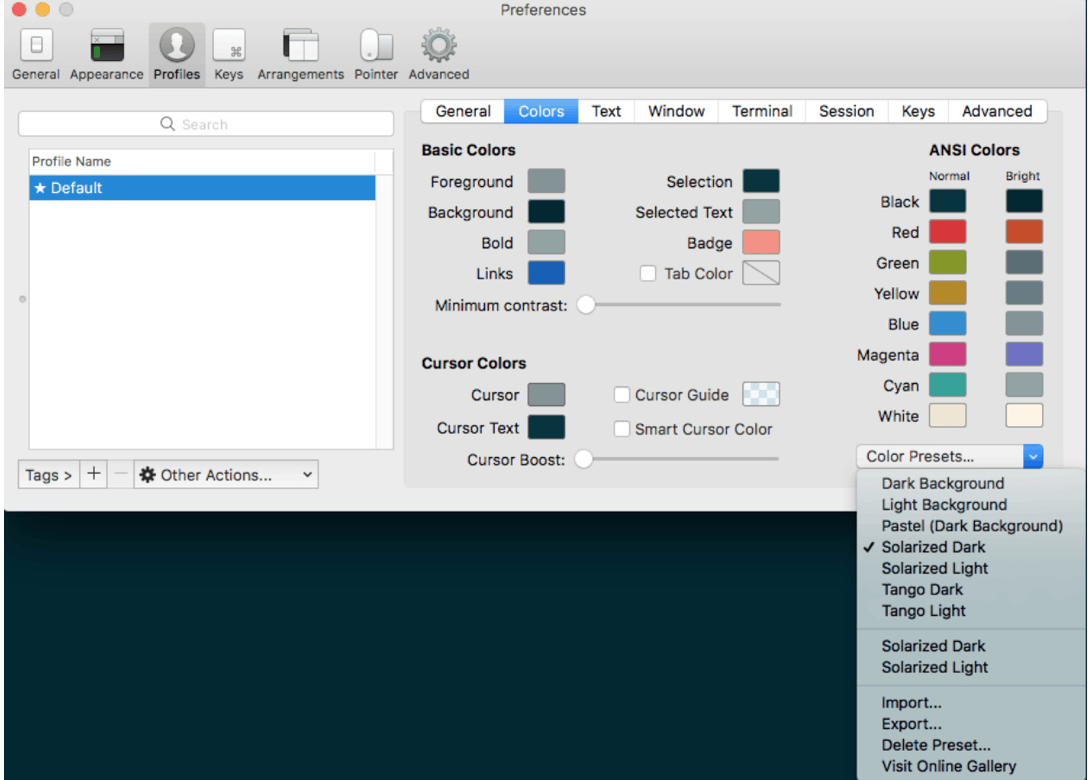 Preferences
General Appearance Profiles Keys Arrangements Pointer Advanced
Search
Profile Name
★ Default
Tags > + − Other Actions...
General Colors Text Window Terminal Session Keys Advanced
Basic Colors
Foreground Selection
Background Selected Text
Bold Badge
Links Tab Color
Minimum contrast:
Cursor Colors
Cursor Cursor Guide
Cursor Text Smart Cursor Color
Cursor Boost:
ANSI Colors
Normal Bright
Black
Red
Green
Yellow
Blue
Magenta
Cyan
White
Color Presets...
Dark Background
Light Background
Pastel (Dark Background)
✓ Solarized Dark
Solarized Light
Tango Dark
Tango Light
Solarized Dark
Solarized Light
Import...
Export...
Delete Preset...
Visit Online Gallery